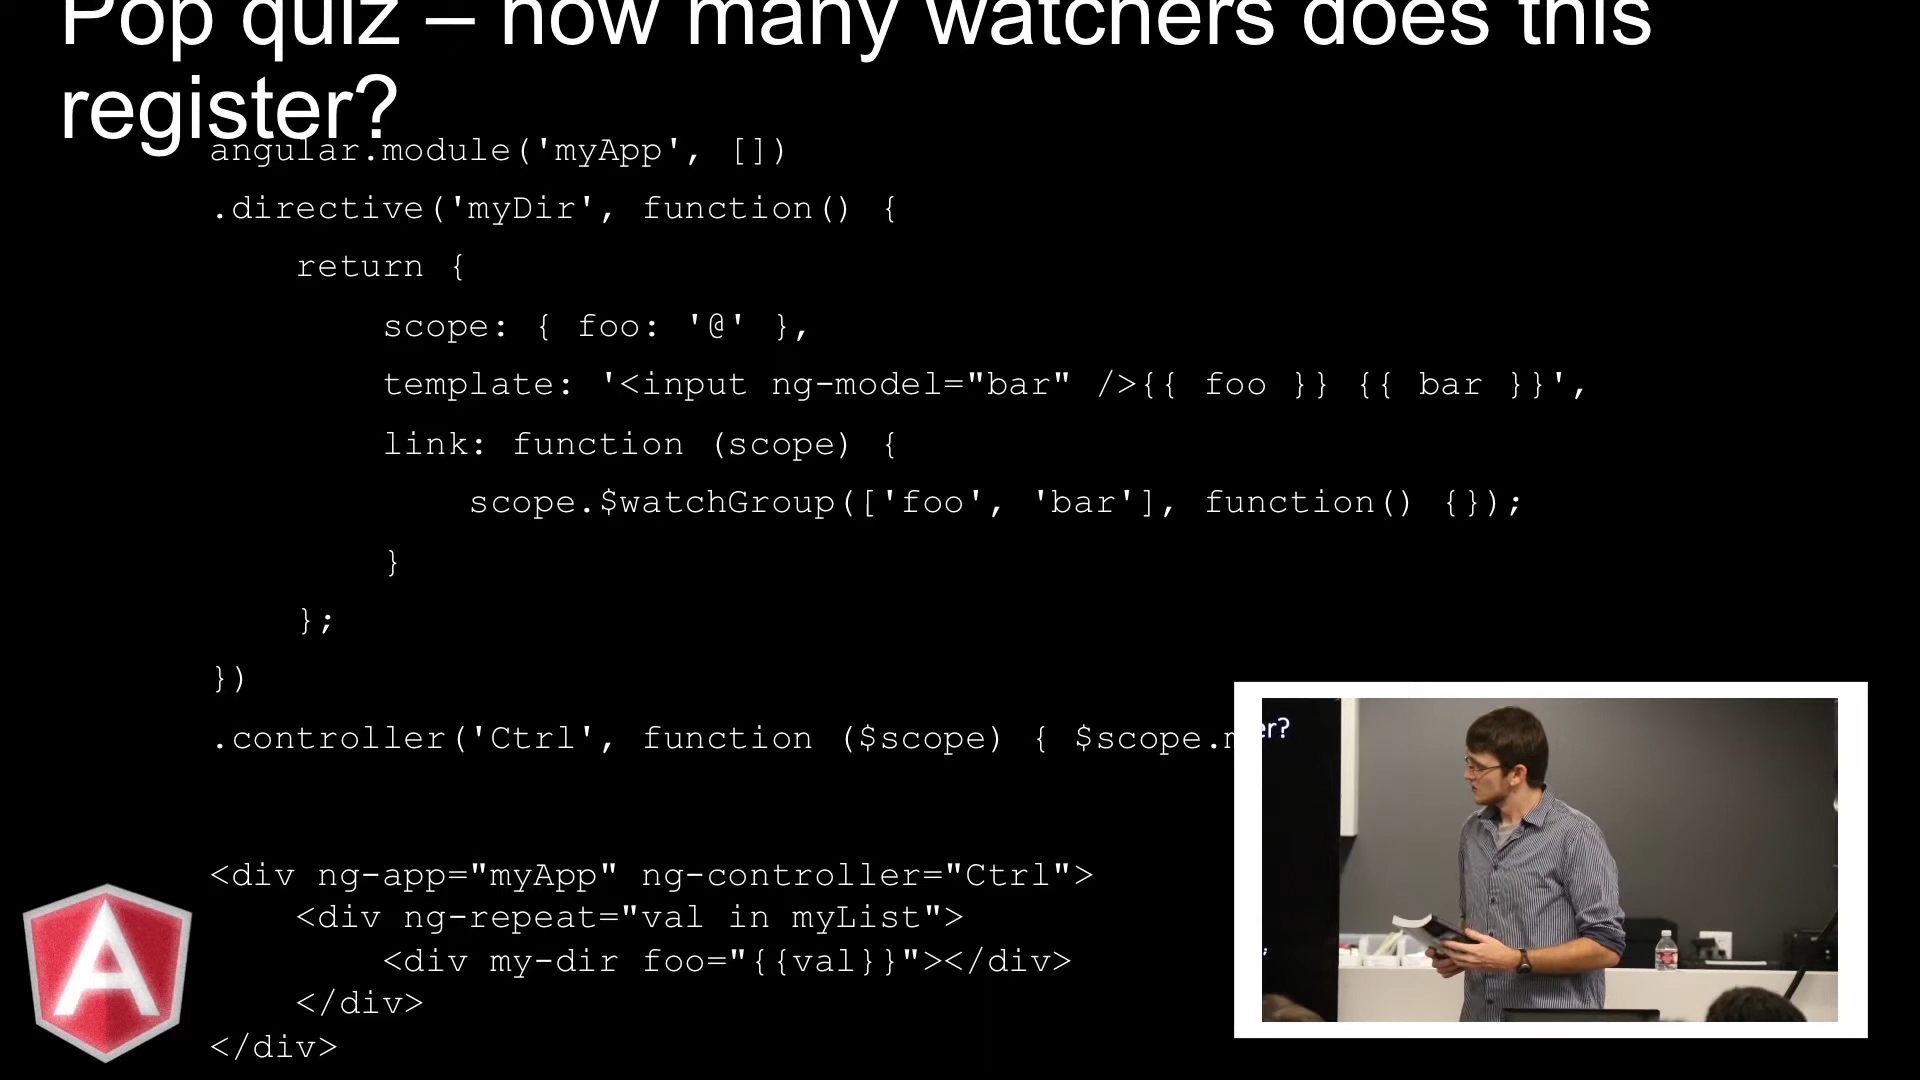 Pop quiz – how many watchers does this
register?
angular.module('myApp', [])
.directive('myDir', function() {
return {
scope: { foo: '@' },
template: '<input ng-model="bar" />{{ foo }} {{ bar }}',
link: function (scope) {
scope.$watchGroup(['foo', 'bar'], function() {});
}
};
})
.controller('Ctrl', function ($scope) { $scope.
er?
<div ng-app="myApp" ng-controller="Ctrl">
<div ng-repeat="val in myList">
<div my-dir foo="{{val}}"></div>
</div>
</div>